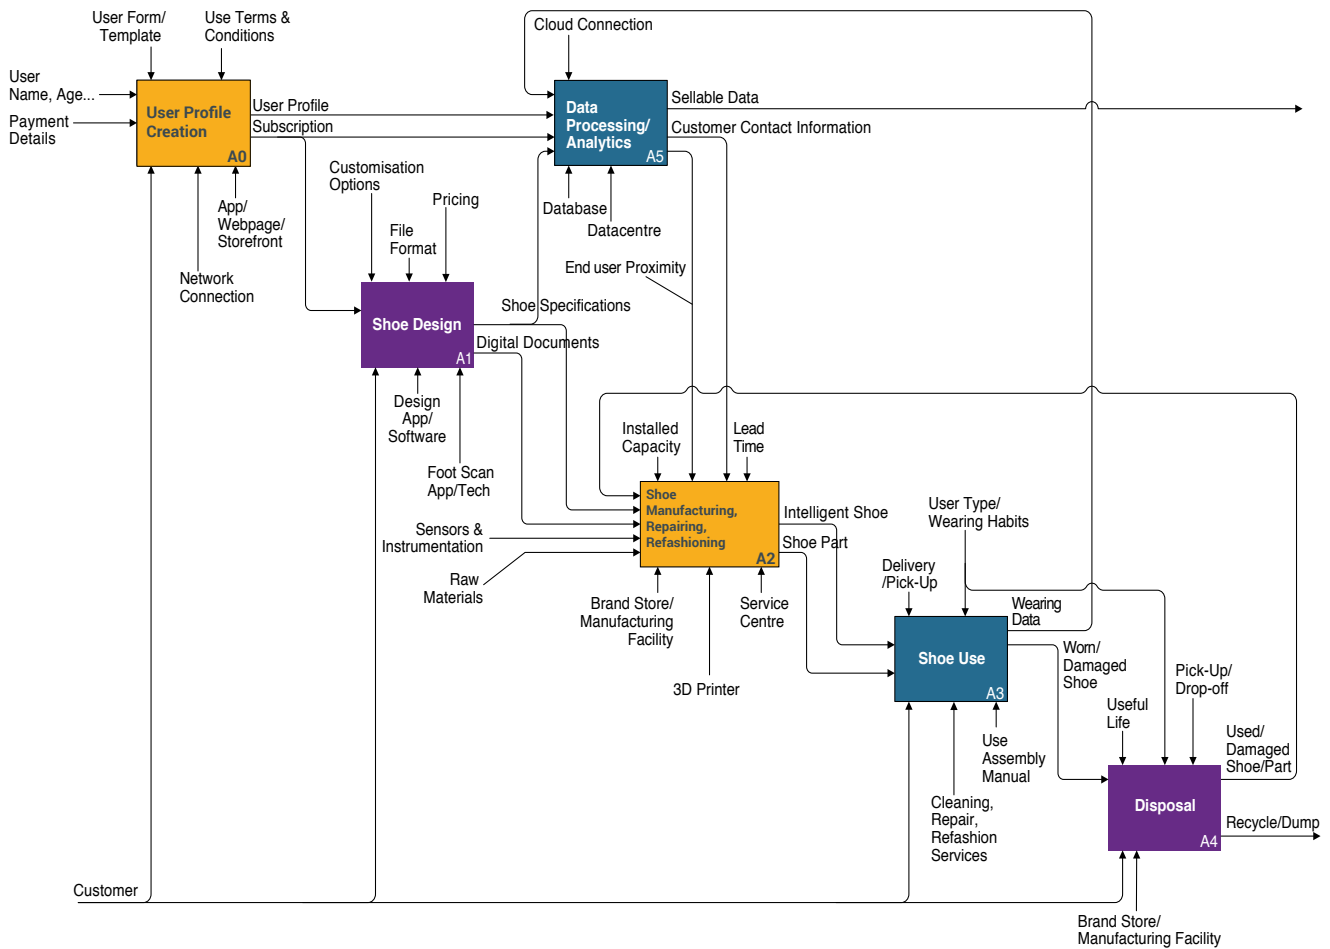 User Form/
Template
Use Terms &
Conditions
Cloud Connection
User
Name, Age...
Payment
Details
User Profile
Creation
A0
User Profile
Subscription
Data
Processing/
Analytics
A5
Sellable Data
Customer Contact Information
Customisation
Options
Pricing
File
Format
App/
Webpage/
Storefront
Network
Connection
Database
Datacentre
End user Proximity
Shoe Specifications
Shoe Design
A1
Digital Documents
Design
App/
Software
Foot Scan
App/Tech
Installed
Capacity
Lead
Time
Sensors &
Instrumentation
Raw
Materials
Shoe
Manufacturing,
Repairing,
Refashioning
A2
Intelligent Shoe
Shoe Part
Brand Store/
Manufacturing
Facility
Service
Centre
3D Printer
User Type/
Wearing Habits
Delivery
/Pick-Up
Wearing
Data
Shoe Use
A3
Worn/
Damaged
Shoe
Use
Assembly
Manual
Cleaning,
Repair,
Refashion
Services
Pick-Up/
Drop-off
Useful
Life
Used/
Damaged
Shoe/Part
Disposal
A4
Recycle/Dump
Customer
Brand Store/
Manufacturing Facility